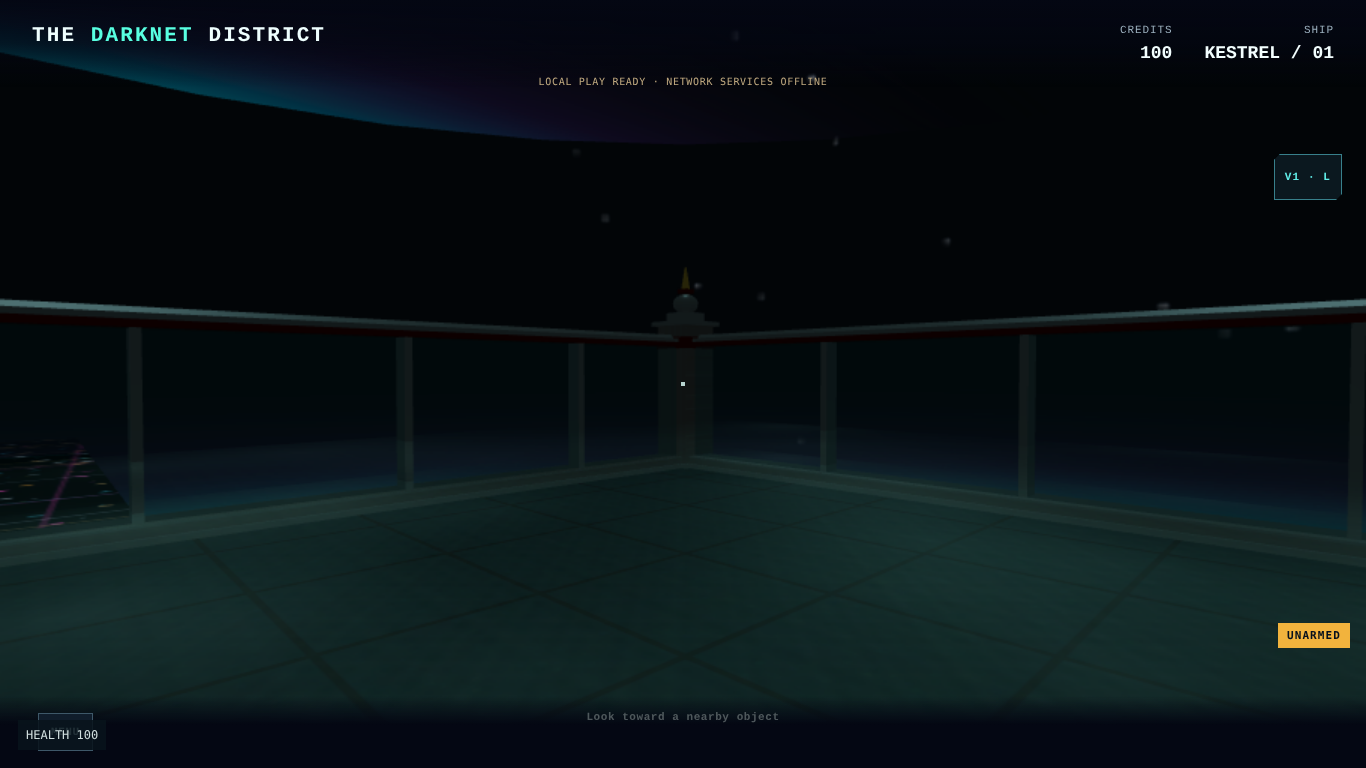 THE DARKNET DISTRICT
CREDITS
100
SHIP
KESTREL / 01
LOCAL PLAY READY · NETWORK SERVICES OFFLINE
V1 · L
UNARMED
Look toward a nearby object
HEALTH 100